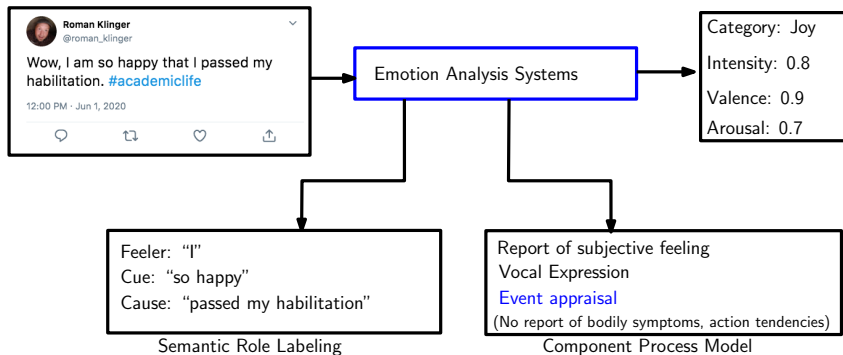 Roman Klinger
@roman_klinger
Wow, I am so happy that I passed my
habilitation. #academiclife
12:00 PM · Jun 1, 2020
Emotion Analysis Systems
Category: Joy
Intensity: 0.8
Valence: 0.9
Arousal: 0.7
Feeler: “I”
Cue: “so happy”
Cause: “passed my habilitation”
Semantic Role Labeling
Report of subjective feeling
Vocal Expression
Event appraisal
(No report of bodily symptoms, action tendencies)
Component Process Model